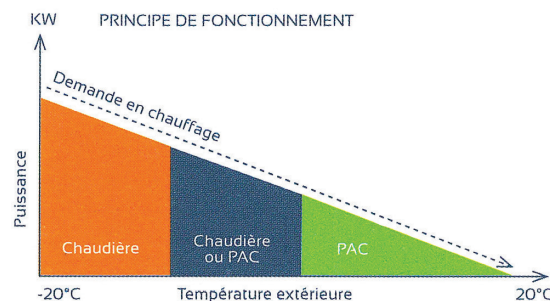 KW PRINCIPE DE FONCTIONNEMENT
Demande en chauffage
Puissance
Chaudière
Chaudière
ou PAC
PAC
-20°C Température extérieure 20°C